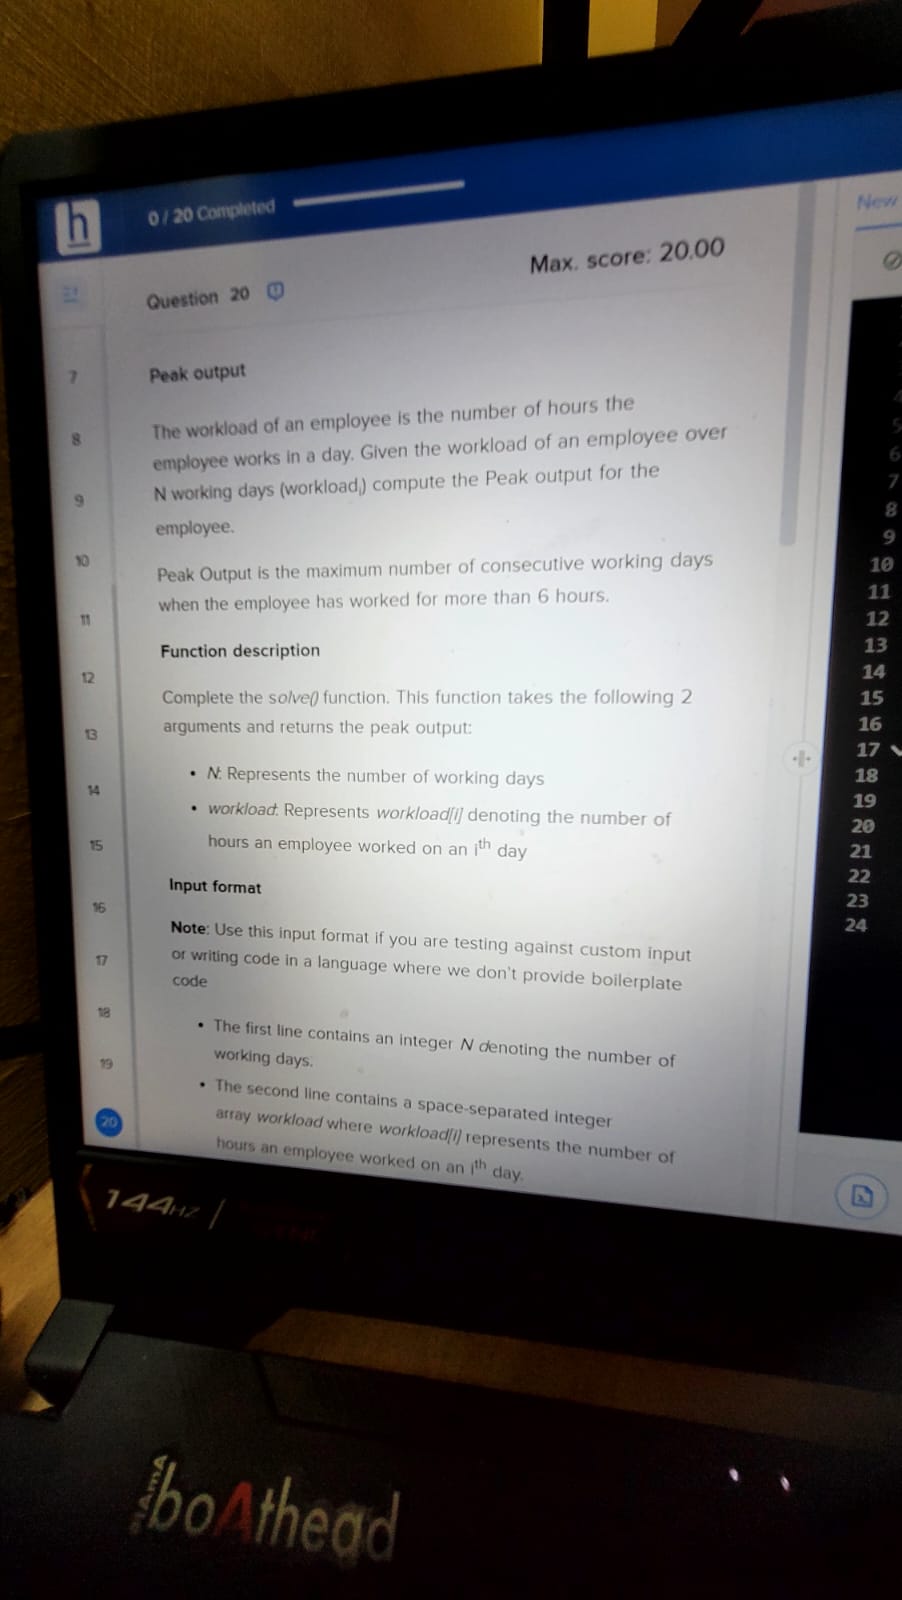 h
0 / 20 Completed
New
Max. score: 20.00
Question 20
7
8
9
10
11
12
13
14
15
16
17
18
19
20
Peak output
The workload of an employee is the number of hours the
employee works in a day. Given the workload of an employee over
N working days (workloadᵢ) compute the Peak output for the
employee.
Peak Output is the maximum number of consecutive working days
when the employee has worked for more than 6 hours.
Function description
Complete the solve() function. This function takes the following 2
arguments and returns the peak output:
• N: Represents the number of working days
• workload: Represents workload[i] denoting the number of
hours an employee worked on an iᵗʰ day
Input format
Note: Use this input format if you are testing against custom input
or writing code in a language where we don't provide boilerplate
code
• The first line contains an integer N denoting the number of
working days.
• The second line contains a space-separated integer
array workload where workload[i] represents the number of
hours an employee worked on an iᵗʰ day.
5
6
7
8
9
10
11
12
13
14
15
16
17
18
19
20
21
22
23
24
144HZ
boAthead